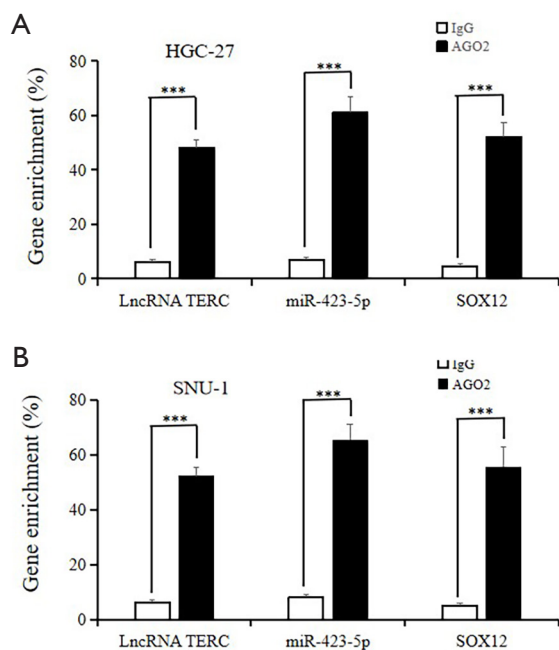 A
IgG
AGO2
HGC-27
Gene enrichment (%)
80
60
40
20
0
***
***
***
LncRNA TERC
miR-423-5p
SOX12
B
IgG
AGO2
SNU-1
Gene enrichment (%)
80
60
40
20
0
***
***
***
LncRNA TERC
miR-423-5p
SOX12